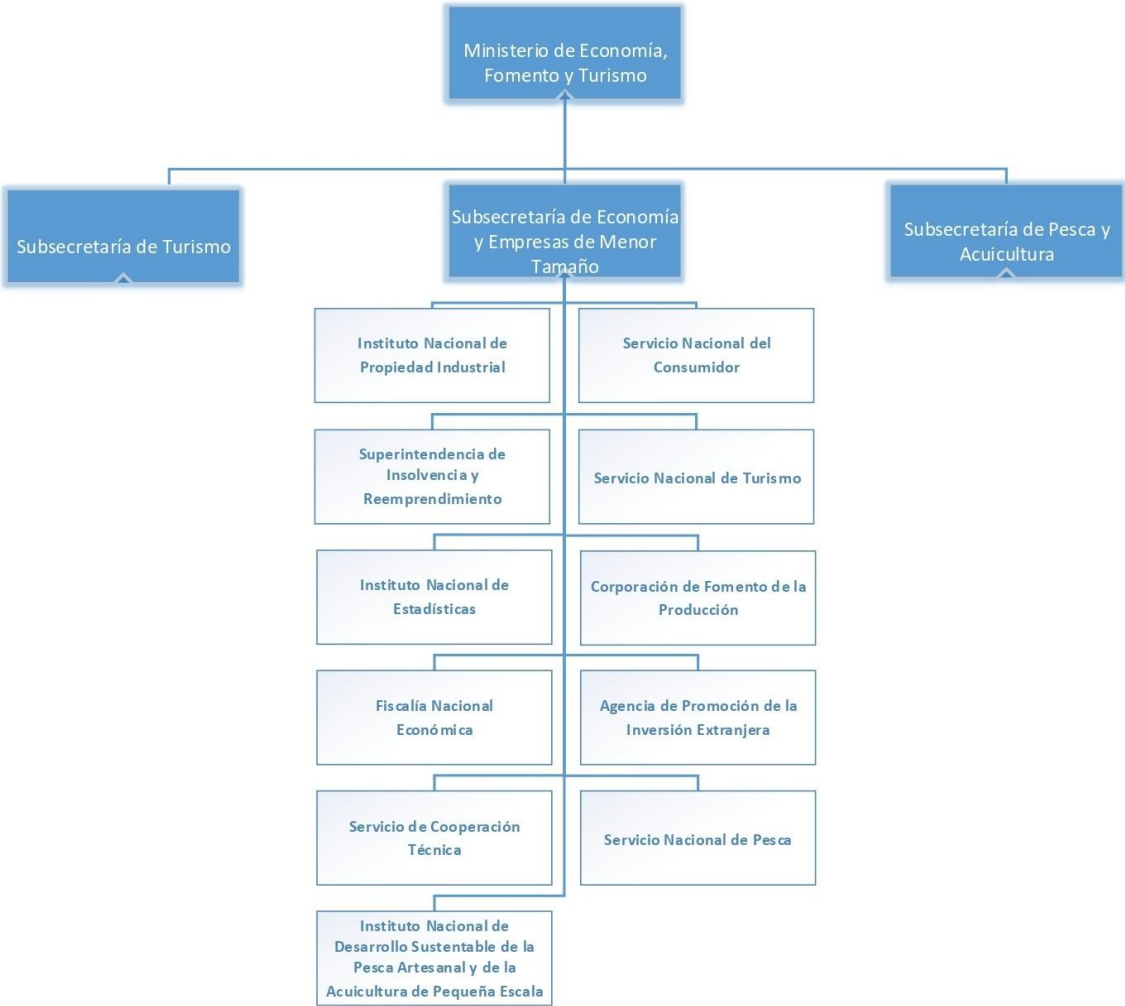 Ministerio de Economía,
Fomento y Turismo
Subsecretaría de Turismo
Subsecretaría de Economía
y Empresas de Menor
Tamaño
Subsecretaría de Pesca y
Acuicultura
Instituto Nacional de
Propiedad Industrial
Servicio Nacional del
Consumidor
Superintendencia de
Insolvencia y
Reemprendimiento
Servicio Nacional de Turismo
Instituto Nacional de
Estadísticas
Corporación de Fomento de la
Producción
Fiscalía Nacional
Económica
Agencia de Promoción de la
Inversión Extranjera
Servicio de Cooperación
Técnica
Servicio Nacional de Pesca
Instituto Nacional de
Desarrollo Sustentable de la
Pesca Artesanal y de la
Acuicultura de Pequeña Escala